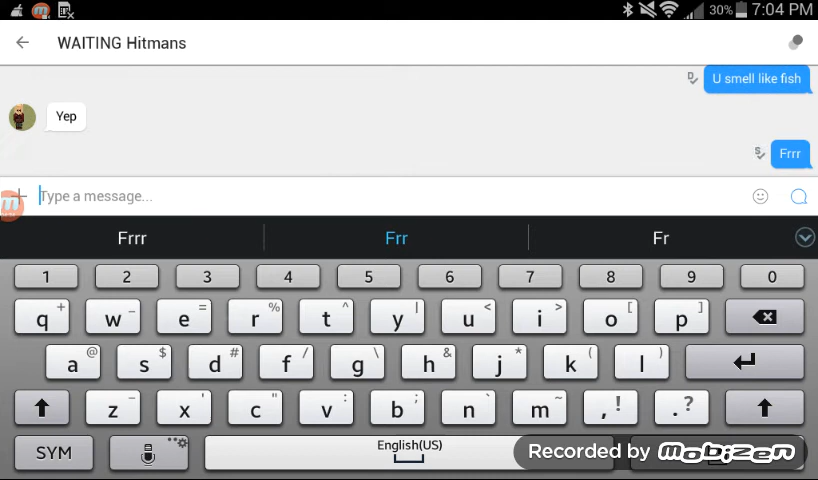 30% 7:04 PM
WAITING Hitmans
D U smell like fish
Yep
S Frrr
Type a message...
Frrr Frr Fr
1 2 3 4 5 6 7 8 9 0
q + w - e = r % t ^ y | u < i > o [ p ]
a @ s $ d # f / g \ h & j * k ( l )
z - x ' c " v : b ; n ` m ~ , ! . ?
SYM English(US)
Recorded by mobizen